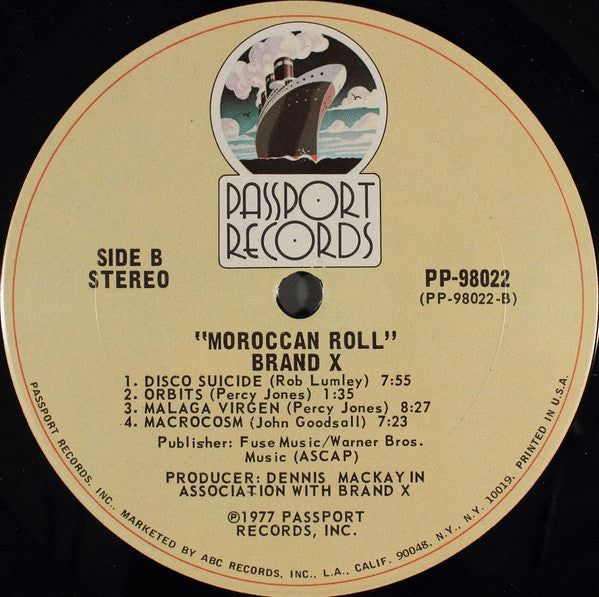 PASSPORT
RECORDS
SIDE B
STEREO
PP-98022
(PP-98022-B)
"MOROCCAN ROLL"
BRAND X
1. DISCO SUICIDE (Rob Lumley) 7:55
2. ORBITS (Percy Jones) 1:35
3. MALAGA VIRGEN (Percy Jones) 8:27
4. MACROCOSM (John Goodsall) 7:23
Publisher: Fuse Music/Warner Bros.
Music (ASCAP)
PRODUCER: DENNIS MACKAY IN
ASSOCIATION WITH BRAND X
℗1977 PASSPORT
RECORDS, INC.
PASSPORT RECORDS, INC., MARKETED BY ABC RECORDS, INC., L.A., CALIF. 90048, N.Y., N.Y. 10019. PRINTED IN U.S.A.